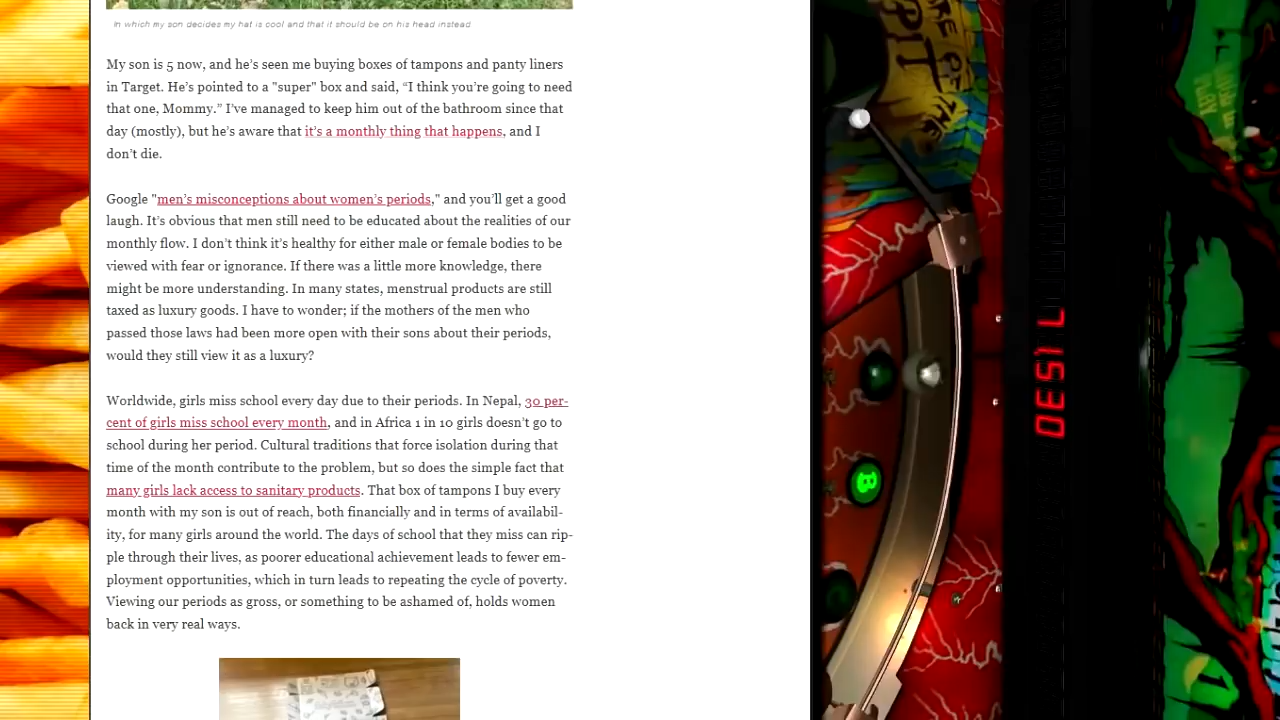 In which my son decides my hat is cool and that it should be on his head instead
My son is 5 now, and he's seen me buying boxes of tampons and panty liners
in Target. He's pointed to a "super" box and said, “I think you're going to need
that one, Mommy.” I've managed to keep him out of the bathroom since that
day (mostly), but he's aware that it's a monthly thing that happens, and I
don't die.
Google "men's misconceptions about women's periods," and you'll get a good
laugh. It's obvious that men still need to be educated about the realities of our
monthly flow. I don't think it's healthy for either male or female bodies to be
viewed with fear or ignorance. If there was a little more knowledge, there
might be more understanding. In many states, menstrual products are still
taxed as luxury goods. I have to wonder; if the mothers of the men who
passed those laws had been more open with their sons about their periods,
would they still view it as a luxury?
Worldwide, girls miss school every day due to their periods. In Nepal, 30 per-
cent of girls miss school every month, and in Africa 1 in 10 girls doesn't go to
school during her period. Cultural traditions that force isolation during that
time of the month contribute to the problem, but so does the simple fact that
many girls lack access to sanitary products. That box of tampons I buy every
month with my son is out of reach, both financially and in terms of availabil-
ity, for many girls around the world. The days of school that they miss can rip-
ple through their lives, as poorer educational achievement leads to fewer em-
ployment opportunities, which in turn leads to repeating the cycle of poverty.
Viewing our periods as gross, or something to be ashamed of, holds women
back in very real ways.